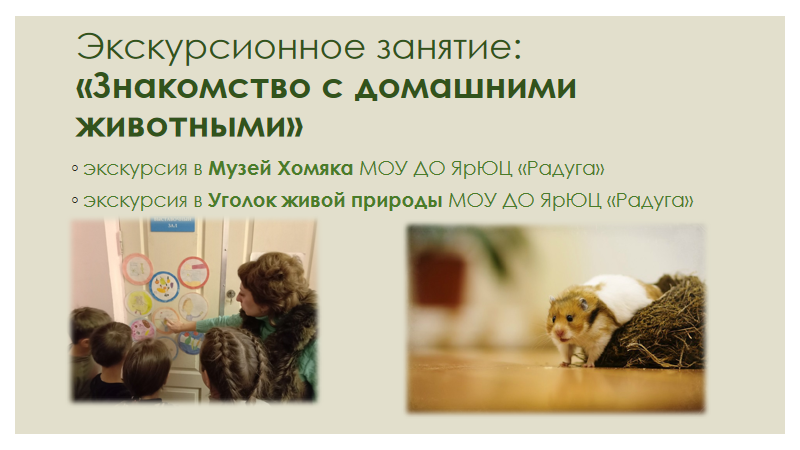 Экскурсионное занятие:
«Знакомство с домашними
животными»
◦ экскурсия в Музей Хомяка МОУ ДО ЯрЮЦ «Радуга»
◦ экскурсия в Уголок живой природы МОУ ДО ЯрЮЦ «Радуга»